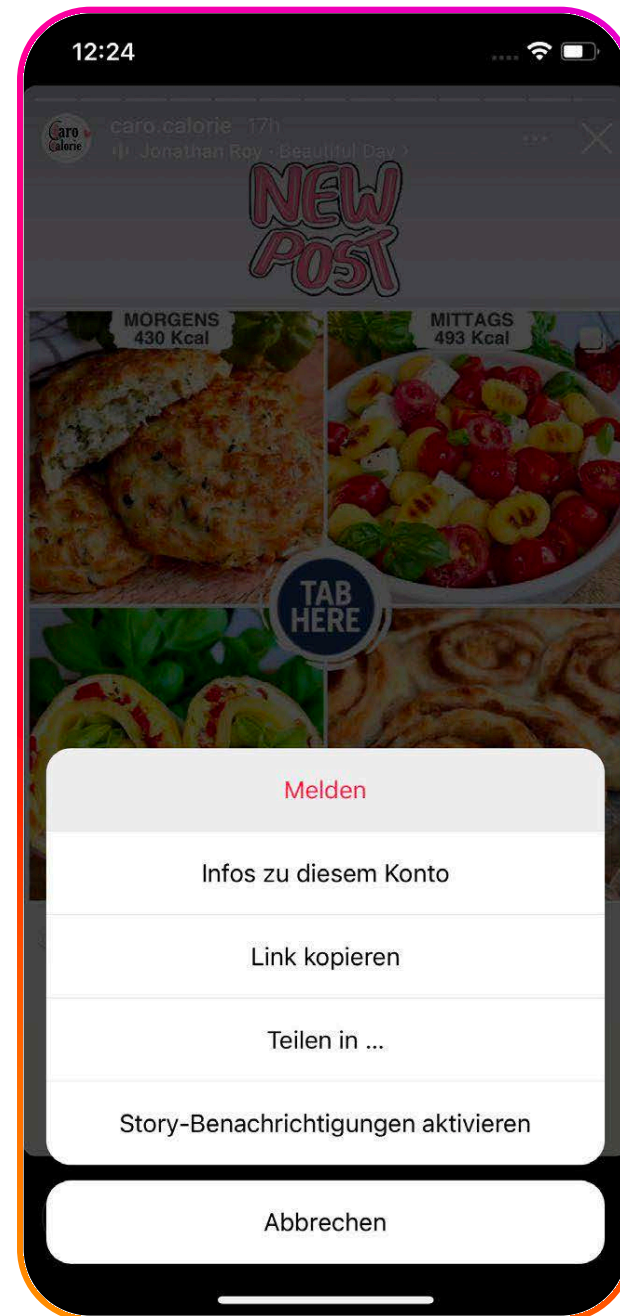 12:24
Caro
Calorie
caro.calorie 17h
Jonathan Roy · Beautiful Day >
NEW
POST
MORGENS
430 Kcal
MITTAGS
493 Kcal
TAB
HERE
Melden
Infos zu diesem Konto
Link kopieren
Teilen in ...
Story-Benachrichtigungen aktivieren
Abbrechen